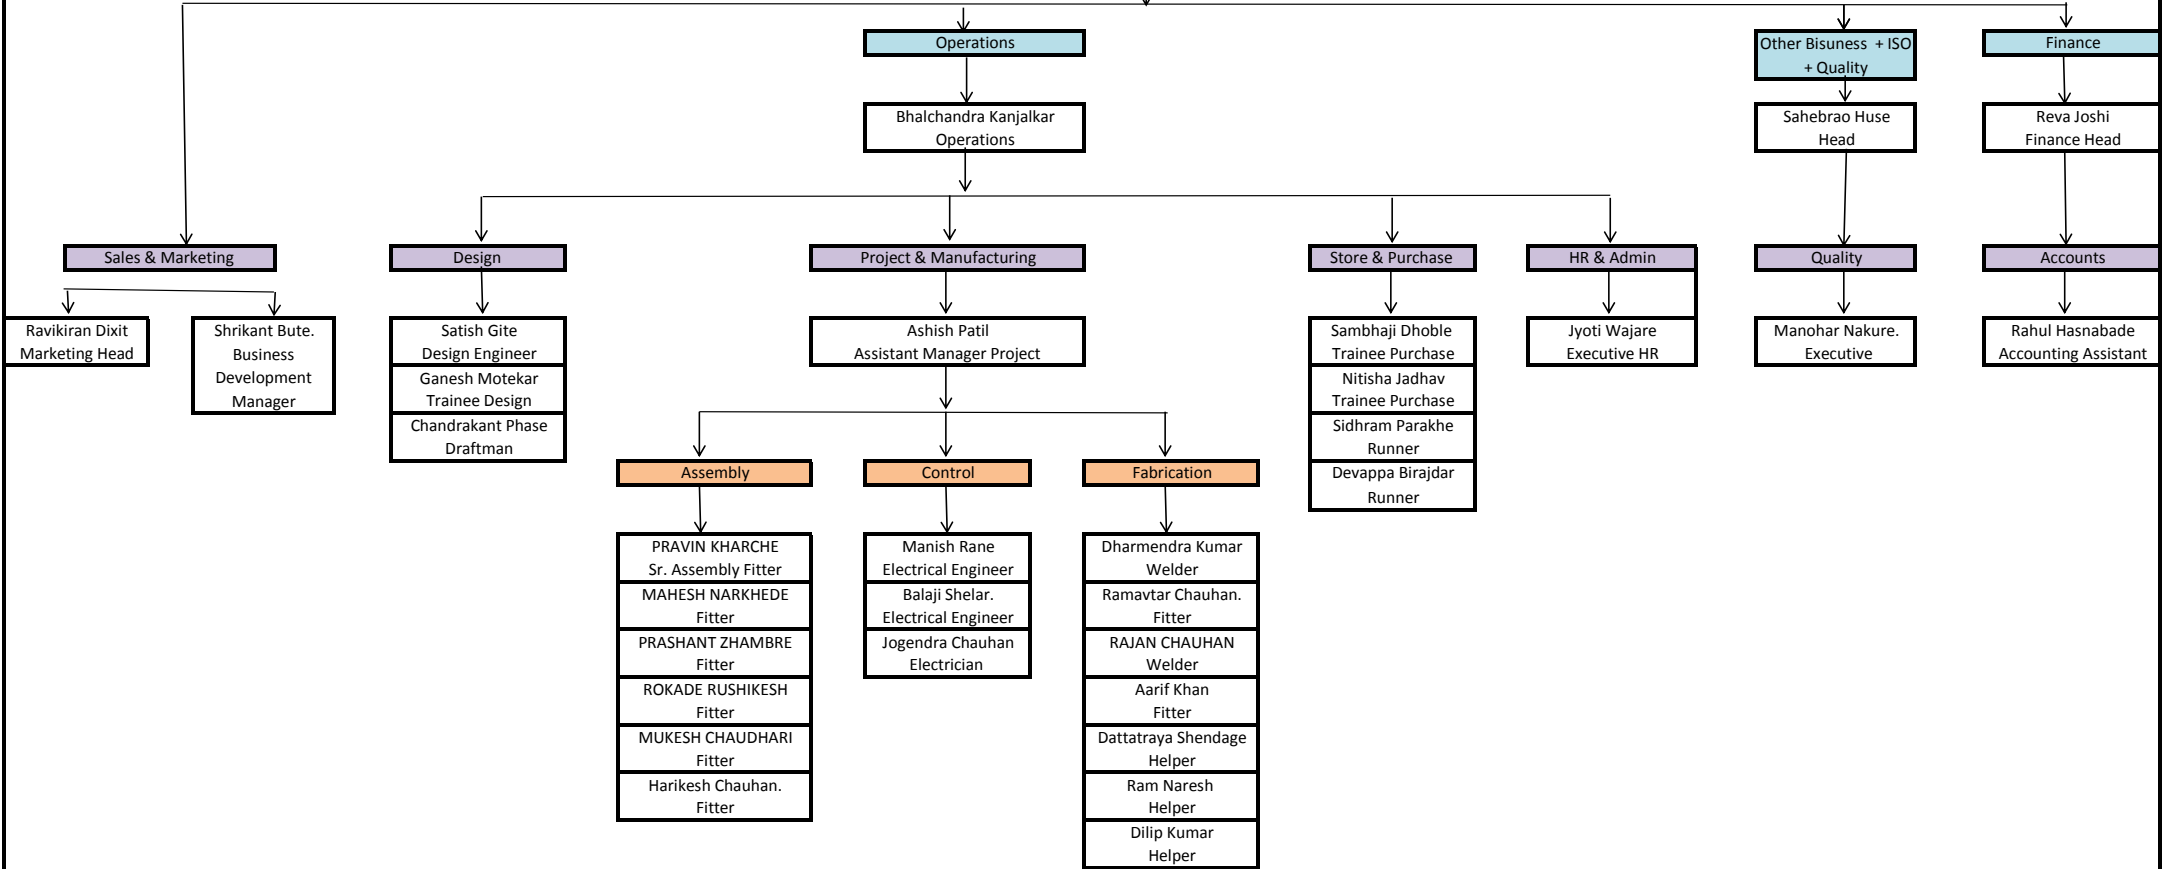 Operations
Other Bisuness + ISO
+ Quality
Finance
Bhalchandra Kanjalkar
Operations
Sahebrao Huse
Head
Reva Joshi
Finance Head
Sales & Marketing
Design
Project & Manufacturing
Store & Purchase
HR & Admin
Quality
Accounts
Ravikiran Dixit
Marketing Head
Shrikant Bute.
Business
Development
Manager
Satish Gite
Design Engineer
Ganesh Motekar
Trainee Design
Chandrakant Phase
Draftman
Ashish Patil
Assistant Manager Project
Sambhaji Dhoble
Trainee Purchase
Nitisha Jadhav
Trainee Purchase
Sidhram Parakhe
Runner
Devappa Birajdar
Runner
Jyoti Wajare
Executive HR
Manohar Nakure.
Executive
Rahul Hasnabade
Accounting Assistant
Assembly
Control
Fabrication
PRAVIN KHARCHE
Sr. Assembly Fitter
MAHESH NARKHEDE
Fitter
PRASHANT ZHAMBRE
Fitter
ROKADE RUSHIKESH
Fitter
MUKESH CHAUDHARI
Fitter
Harikesh Chauhan.
Fitter
Manish Rane
Electrical Engineer
Balaji Shelar.
Electrical Engineer
Jogendra Chauhan
Electrician
Dharmendra Kumar
Welder
Ramavtar Chauhan.
Fitter
RAJAN CHAUHAN
Welder
Aarif Khan
Fitter
Dattatraya Shendage
Helper
Ram Naresh
Helper
Dilip Kumar
Helper